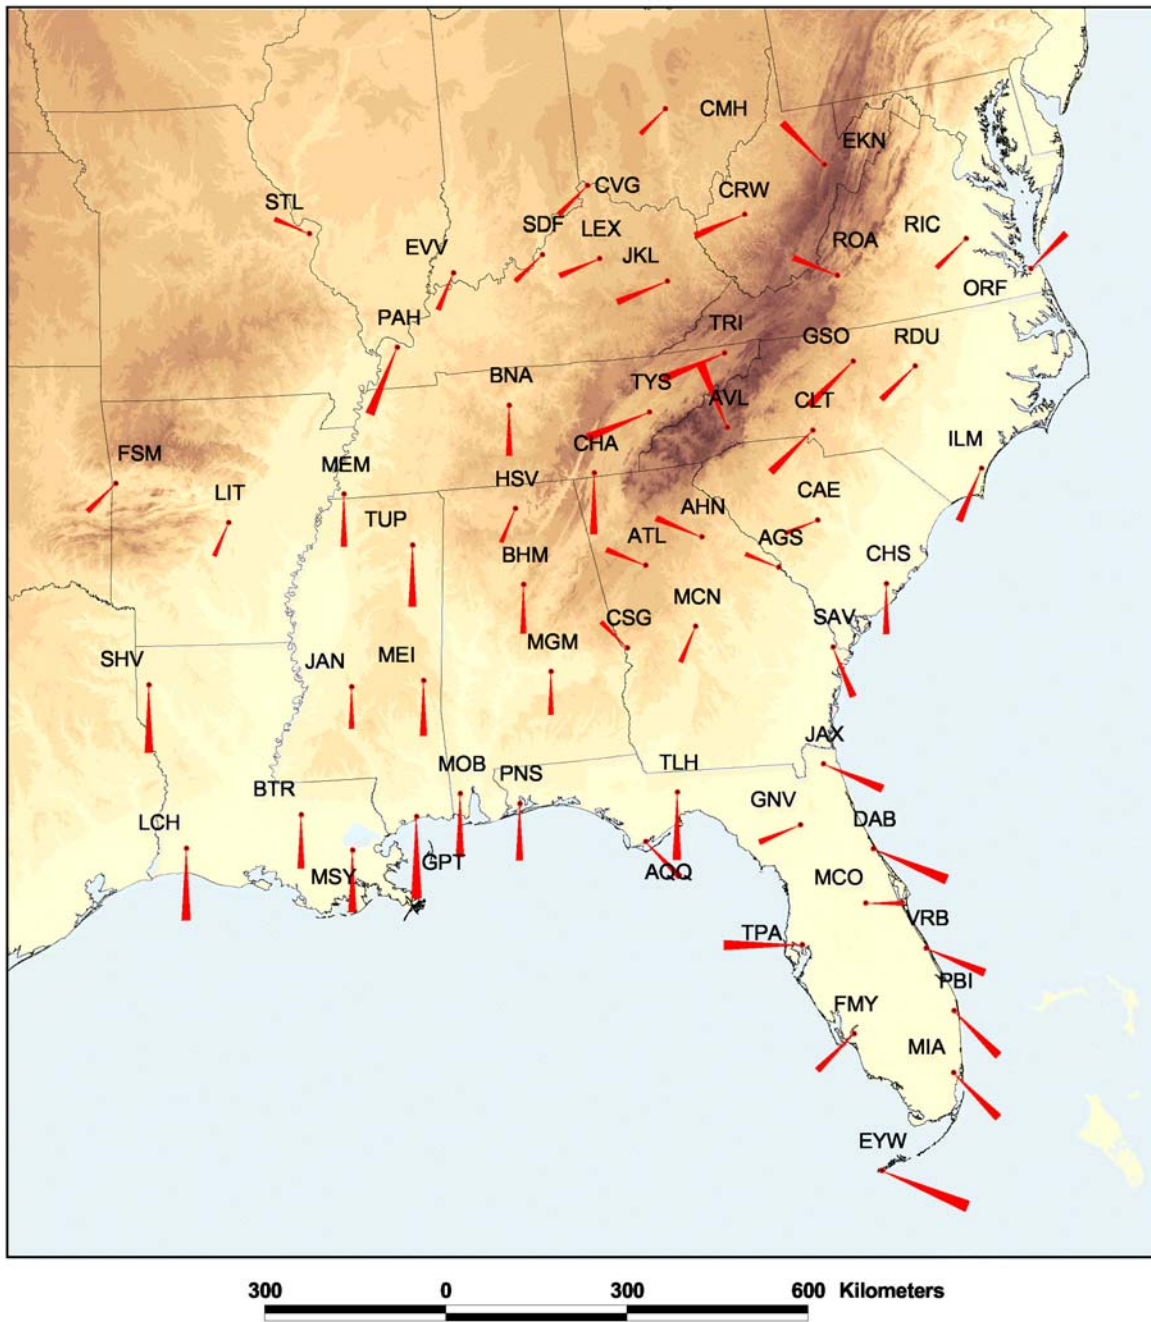 CMH
EKN
CVG
CRW
STL
SDF
LEX
RIC
EVV
JKL
ROA
ORF
PAH
TRI
GSO
RDU
BNA
TYS
AVL
CLT
CHA
ILM
FSM
MEM
HSV
LIT
CAE
TUP
AHN
ATL
AGS
BHM
CHS
MCN
CSG
SAV
SHV
JAN
MEI
MGM
JAX
MOB
TLH
BTR
PNS
GNV
LCH
DAB
GPT
MSY
AQQ
MCO
VRB
TPA
PBI
FMY
MIA
EYW
300 0 300 600 Kilometers